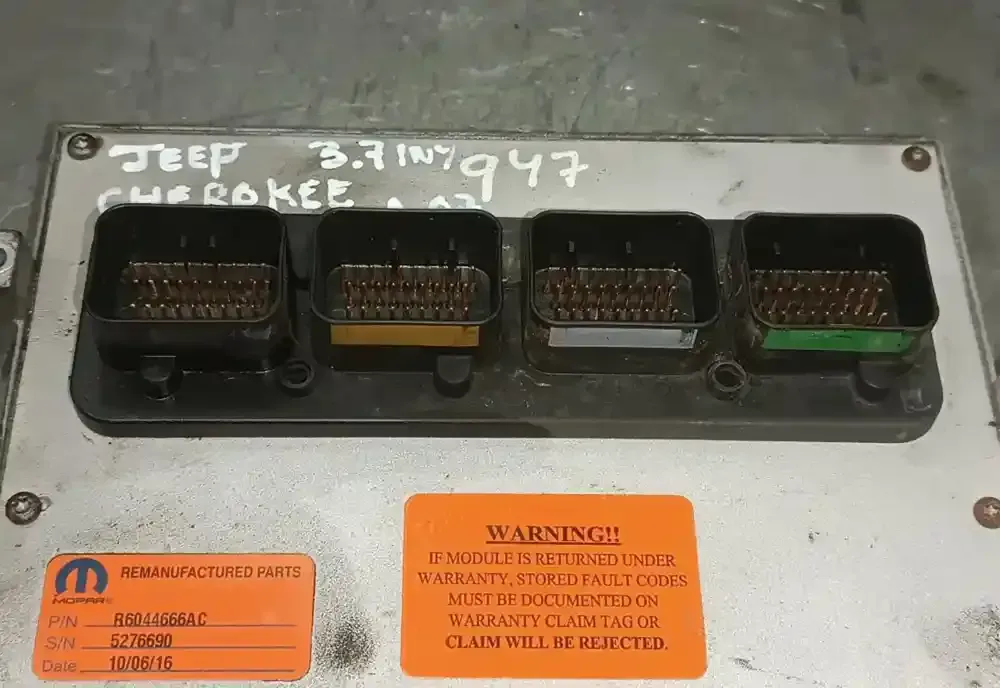 JEEP 3.7 INY 947
CHEROKEE
WARNING!!
IF MODULE IS RETURNED UNDER
WARRANTY, STORED FAULT CODES
MUST BE DOCUMENTED ON
WARRANTY CLAIM TAG OR
CLAIM WILL BE REJECTED.
MOPAR
REMANUFACTURED PARTS
P/N R6044666AC
S/N 5276690
Date 10/06/16